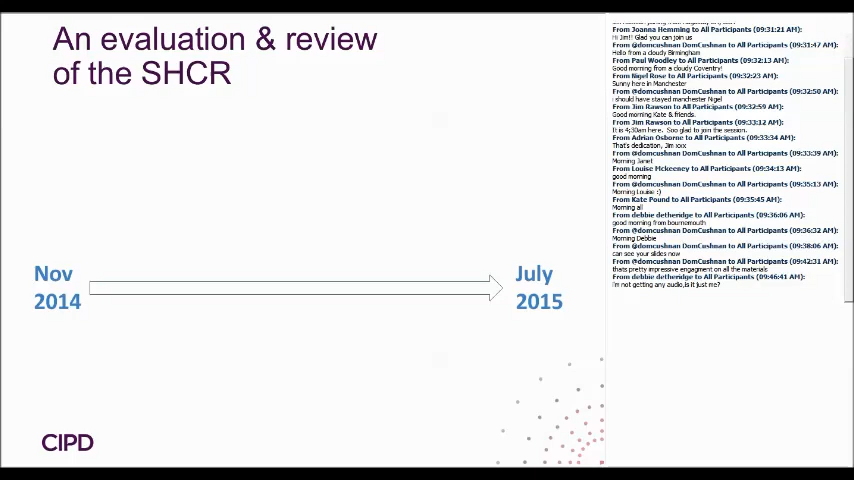 An evaluation & review
of the SHCR
Nov
2014
July
2015
CIPD
From Joanna Hemming to All Participants (09:31:21 AM):
Hi Jim!! Glad you can join us
From @domcushnan DomCushnan to All Participants (09:31:47 AM):
Hello from a cloudy Birmingham
From Paul Woodley to All Participants (09:32:13 AM):
Good morning from a cloudy Coventry!
From Nigel Rose to All Participants (09:32:23 AM):
Sunny here in Manchester
From @domcushnan DomCushnan to All Participants (09:32:50 AM):
i should have stayed manchester Nigel
From Jim Rawson to All Participants (09:32:59 AM):
Good morning Kate & friends.
From Jim Rawson to All Participants (09:33:12 AM):
It is 4;30am here. Soo glad to join the session.
From Adrian Osborne to All Participants (09:33:34 AM):
That's dedication, Jim xxx
From @domcushnan DomCushnan to All Participants (09:33:39 AM):
Morning Janet
From Louise Mckeeney to All Participants (09:34:13 AM):
good morning
From @domcushnan DomCushnan to All Participants (09:35:13 AM):
Morning Louise :)
From Kate Pound to All Participants (09:35:45 AM):
Morning all
From debbie detheridge to All Participants (09:36:06 AM):
good morning from bournemouth
From @domcushnan DomCushnan to All Participants (09:36:32 AM):
Morning Debbie
From @domcushnan DomCushnan to All Participants (09:38:06 AM):
can see your slides now
From @domcushnan DomCushnan to All Participants (09:42:31 AM):
thats pretty impressive engagment on all the materials
From debbie detheridge to All Participants (09:46:41 AM):
I'm not getting any audio,is it just me?